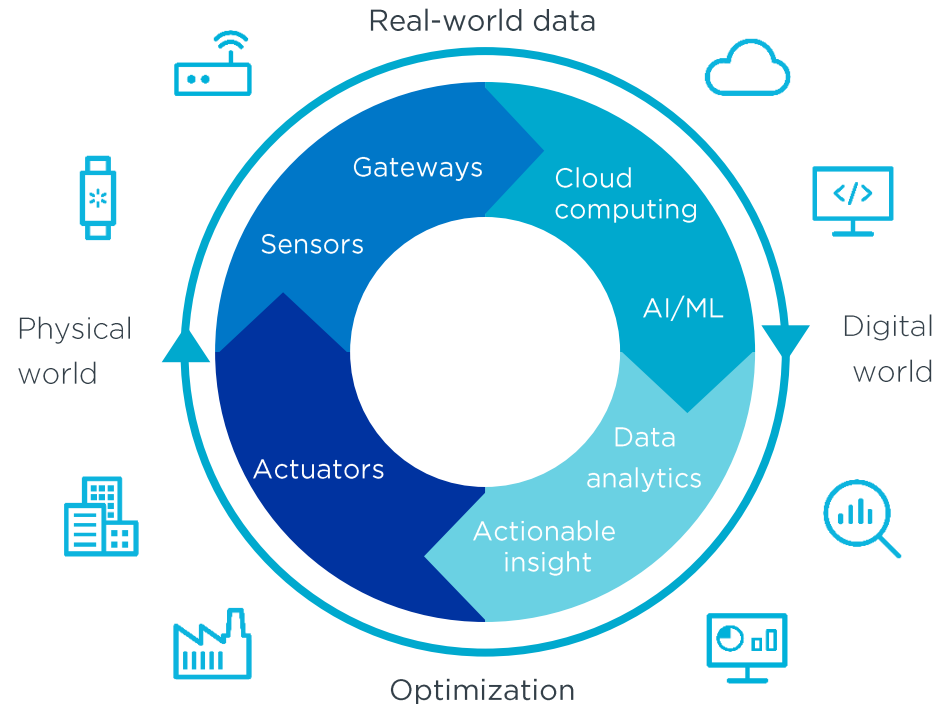 Real-world data
Gateways
Cloud
computing
Sensors
</>
AI/ML
Physical
world
Digital
world
Data
analytics
Actuators
Actionable
insight
Optimization